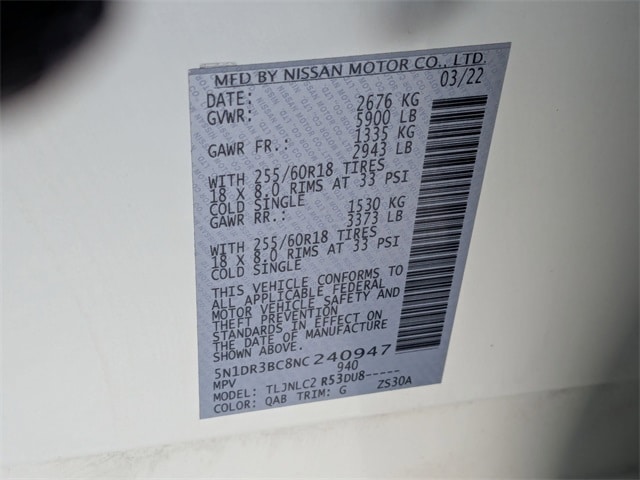 MFD BY NISSAN MOTOR CO., LTD.
DATE: 03/22
GVWR: 2676 KG
5900 LB
GAWR FR.: 1335 KG
2943 LB
WITH 255/60R18 TIRES
18 X 8.0 RIMS AT 33 PSI
COLD SINGLE
GAWR RR.: 1530 KG
3373 LB
WITH 255/60R18 TIRES
18 X 8.0 RIMS AT 33 PSI
COLD SINGLE
THIS VEHICLE CONFORMS TO
ALL APPLICABLE FEDERAL
MOTOR VEHICLE SAFETY AND
THEFT PREVENTION
STANDARDS IN EFFECT ON
THE DATE OF MANUFACTURE
SHOWN ABOVE.
5N1DR3BC8NC240947
MPV 940
MODEL: TLJNLC2 R53DU8-----
COLOR: QAB TRIM: G ZS30A